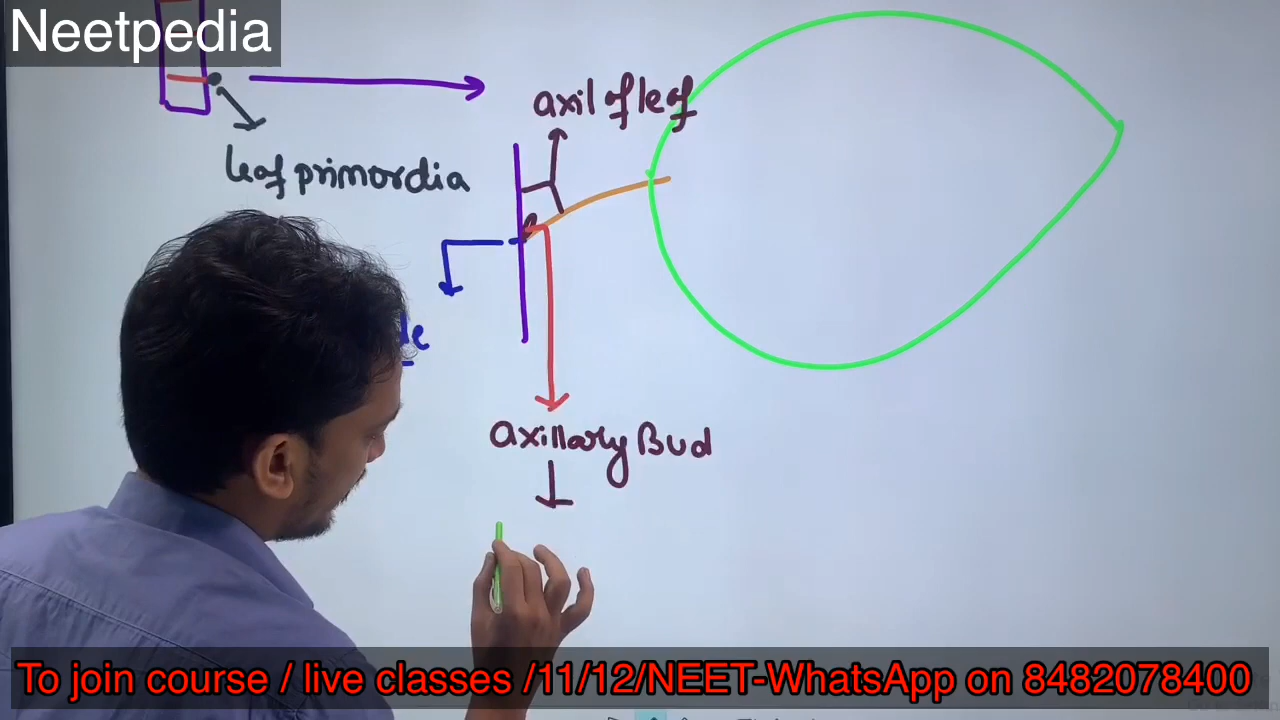 Neetpedia
axil of leaf
leaf primordia
axillary Bud
To join course / live classes /11/12/NEET-WhatsApp on 8482078400